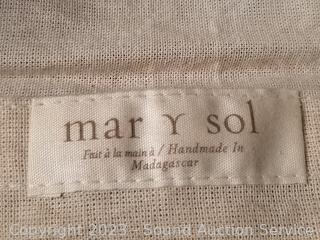 mar Y sol
Fait à la main à / Handmade In
Madagascar
Copyright 2023 - Sound Auction Service